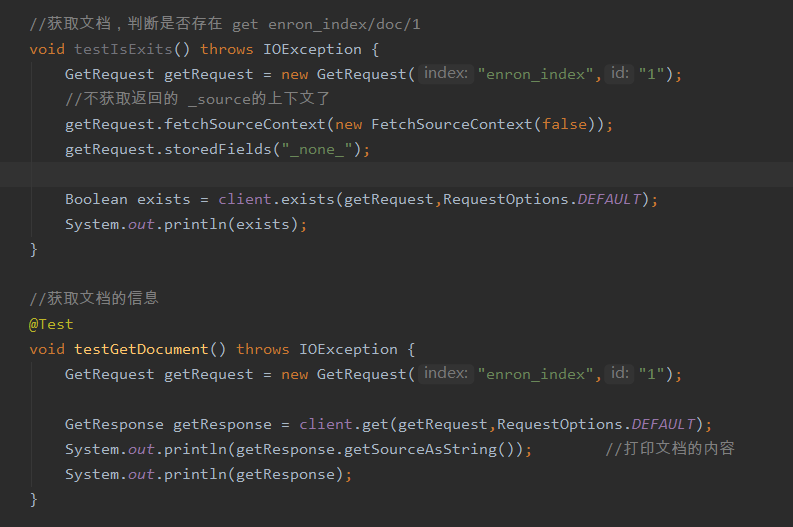 //获取文档，判断是否存在 get enron_index/doc/1
void testIsExits() throws IOException {
GetRequest getRequest = new GetRequest( index: "enron_index", id: "1");
//不获取返回的 _source的上下文了
getRequest.fetchSourceContext(new FetchSourceContext(false));
getRequest.storedFields("_none_");
Boolean exists = client.exists(getRequest,RequestOptions.DEFAULT);
System.out.println(exists);
}
//获取文档的信息
@Test
void testGetDocument() throws IOException {
GetRequest getRequest = new GetRequest( index: "enron_index", id: "1");
GetResponse getResponse = client.get(getRequest,RequestOptions.DEFAULT);
System.out.println(getResponse.getSourceAsString()); //打印文档的内容
System.out.println(getResponse);
}